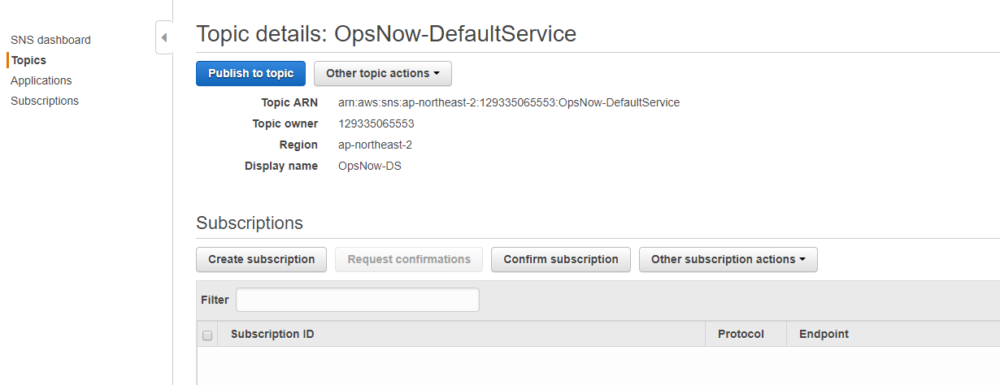 SNS dashboard
Topics
Applications
Subscriptions
Topic details: OpsNow-DefaultService
Publish to topic Other topic actions
Topic ARN arn:aws:sns:ap-northeast-2:129335065553:OpsNow-DefaultService
Topic owner 129335065553
Region ap-northeast-2
Display name OpsNow-DS
Subscriptions
Create subscription Request confirmations Confirm subscription Other subscription actions
Filter
Subscription ID Protocol Endpoint